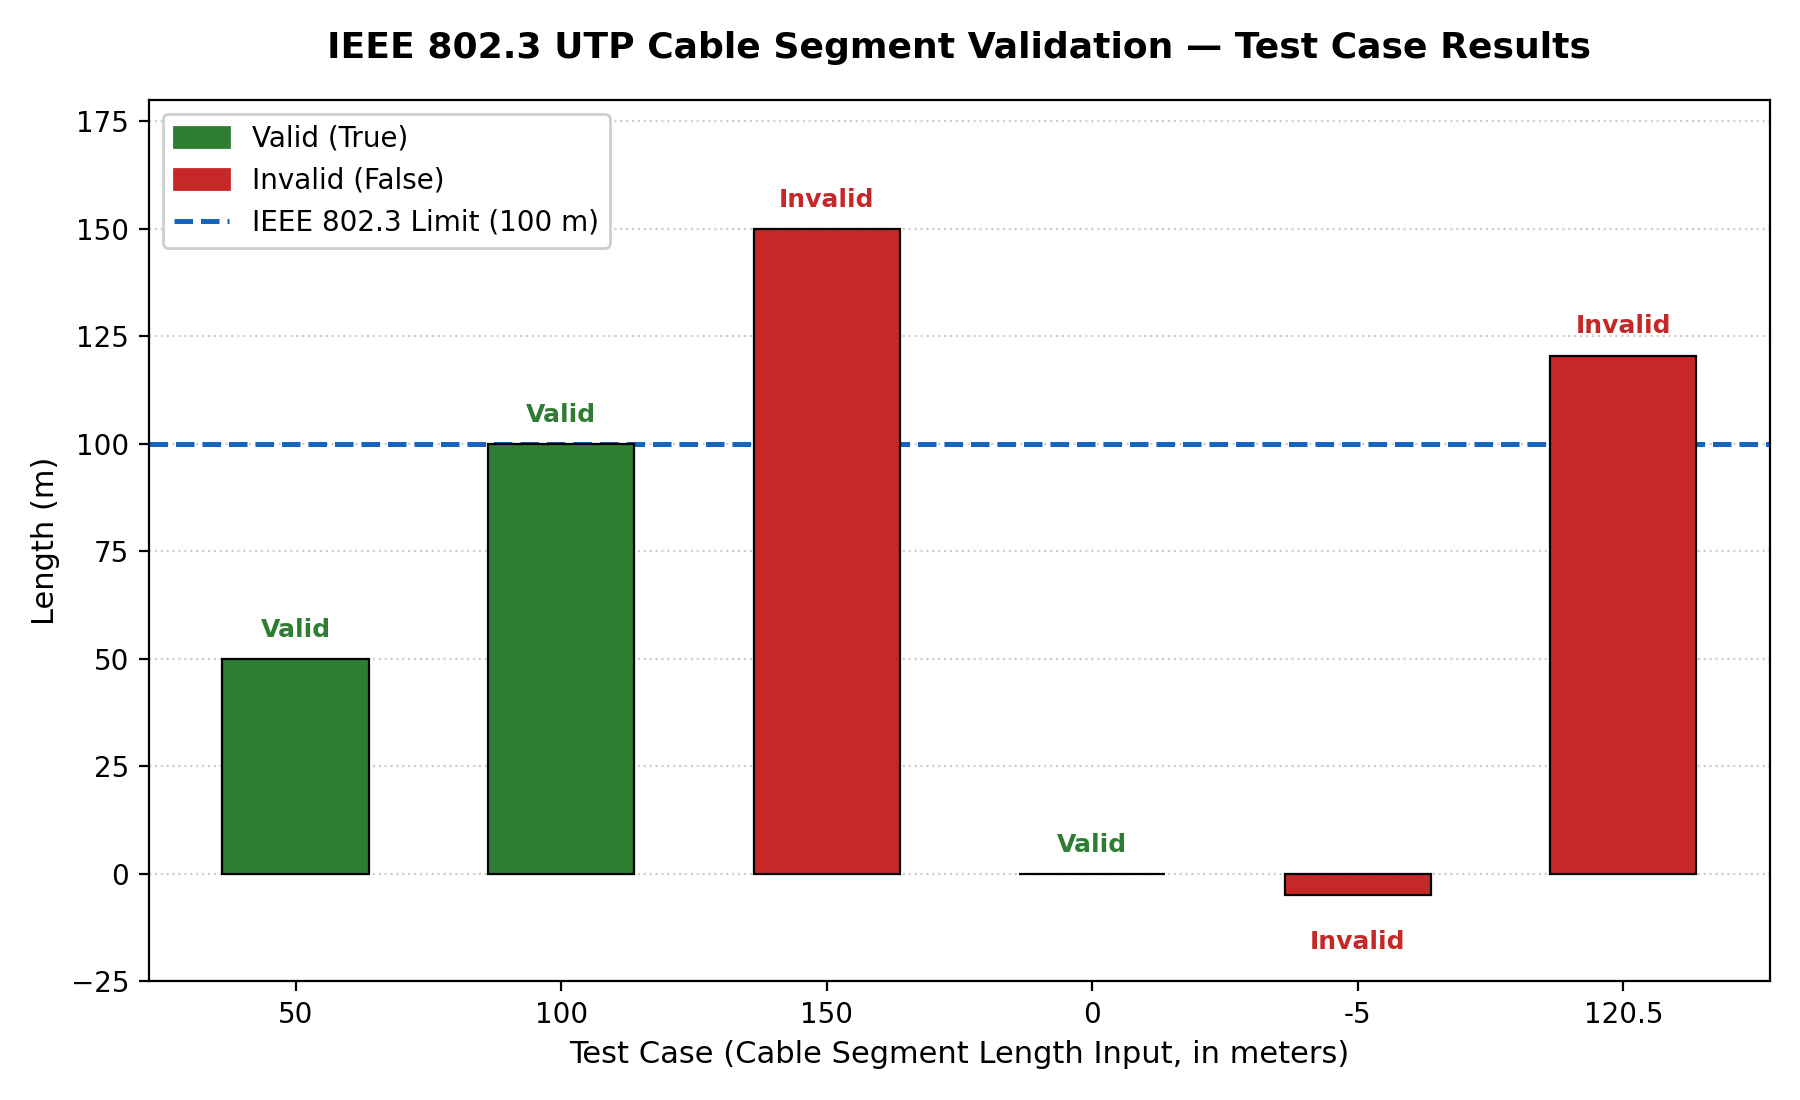 IEEE 802.3 UTP Cable Segment Validation — Test Case Results
Valid (True)
Invalid (False)
IEEE 802.3 Limit (100 m)
175
150
125
100
75
50
25
0
−25
Length (m)
Valid
Valid
Invalid
Valid
Invalid
Invalid
50 100 150 0 -5 120.5
Test Case (Cable Segment Length Input, in meters)